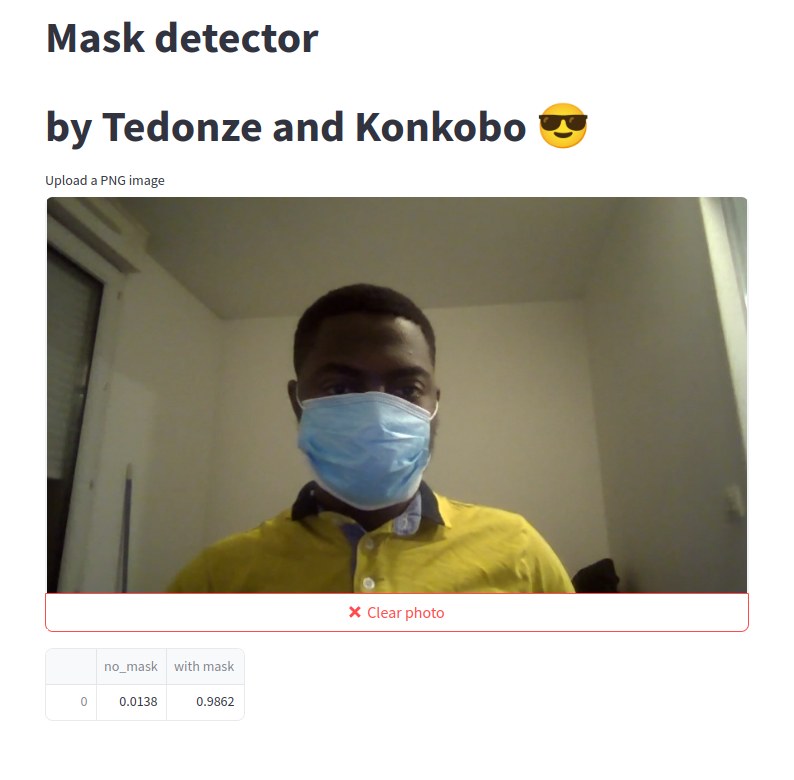 Mask detector
by Tedonze and Konkobo 😎
Upload a PNG image
❌ Clear photo
no_mask with mask
0 0.0138 0.9862